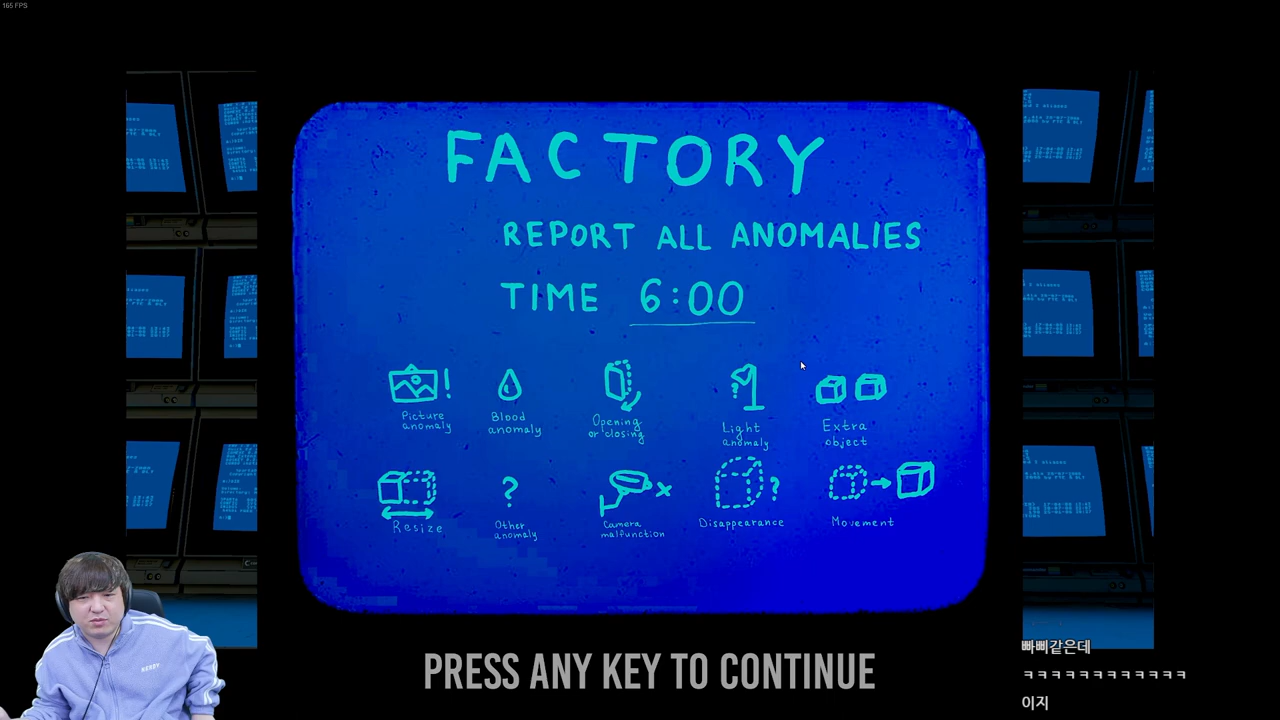 165 FPS
FACTORY
REPORT ALL ANOMALIES
TIME 6:00
Picture anomaly
Blood anomaly
Opening or closing
Light anomaly
Extra object
Resize
Other anomaly
Camera malfunction
Disappearance
Movement
NERDY
PRESS ANY KEY TO CONTINUE
빠삐같은데
ㅋㅋㅋㅋㅋㅋㅋㅋㅋㅋㅋㅋ
이지